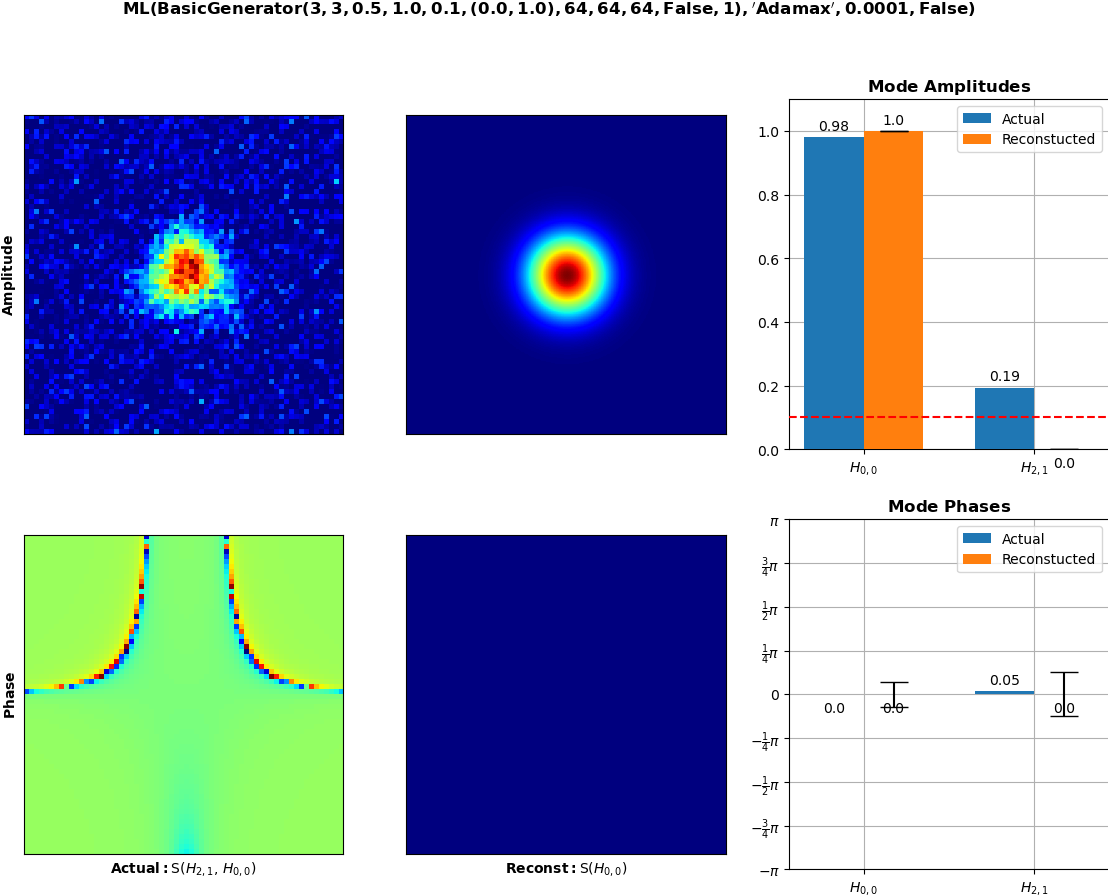 ML(BasicGenerator(3, 3, 0.5, 1.0, 0.1, (0.0, 1.0), 64, 64, 64, False, 1), ′Adamax′, 0.0001, False)
Amplitude
Mode Amplitudes
Actual
Reconstucted
0.98
1.0
0.19
0.0
1.0
0.8
0.6
0.4
0.2
0.0
H0, 0
H2, 1
Phase
Actual: S(H2, 1, H0, 0)
Reconst: S(H0, 0)
Mode Phases
Actual
Reconstucted
π
3/4π
1/2π
1/4π
0
−1/4π
−1/2π
−3/4π
−π
0.0
0.0
0.05
0.0
H0, 0
H2, 1